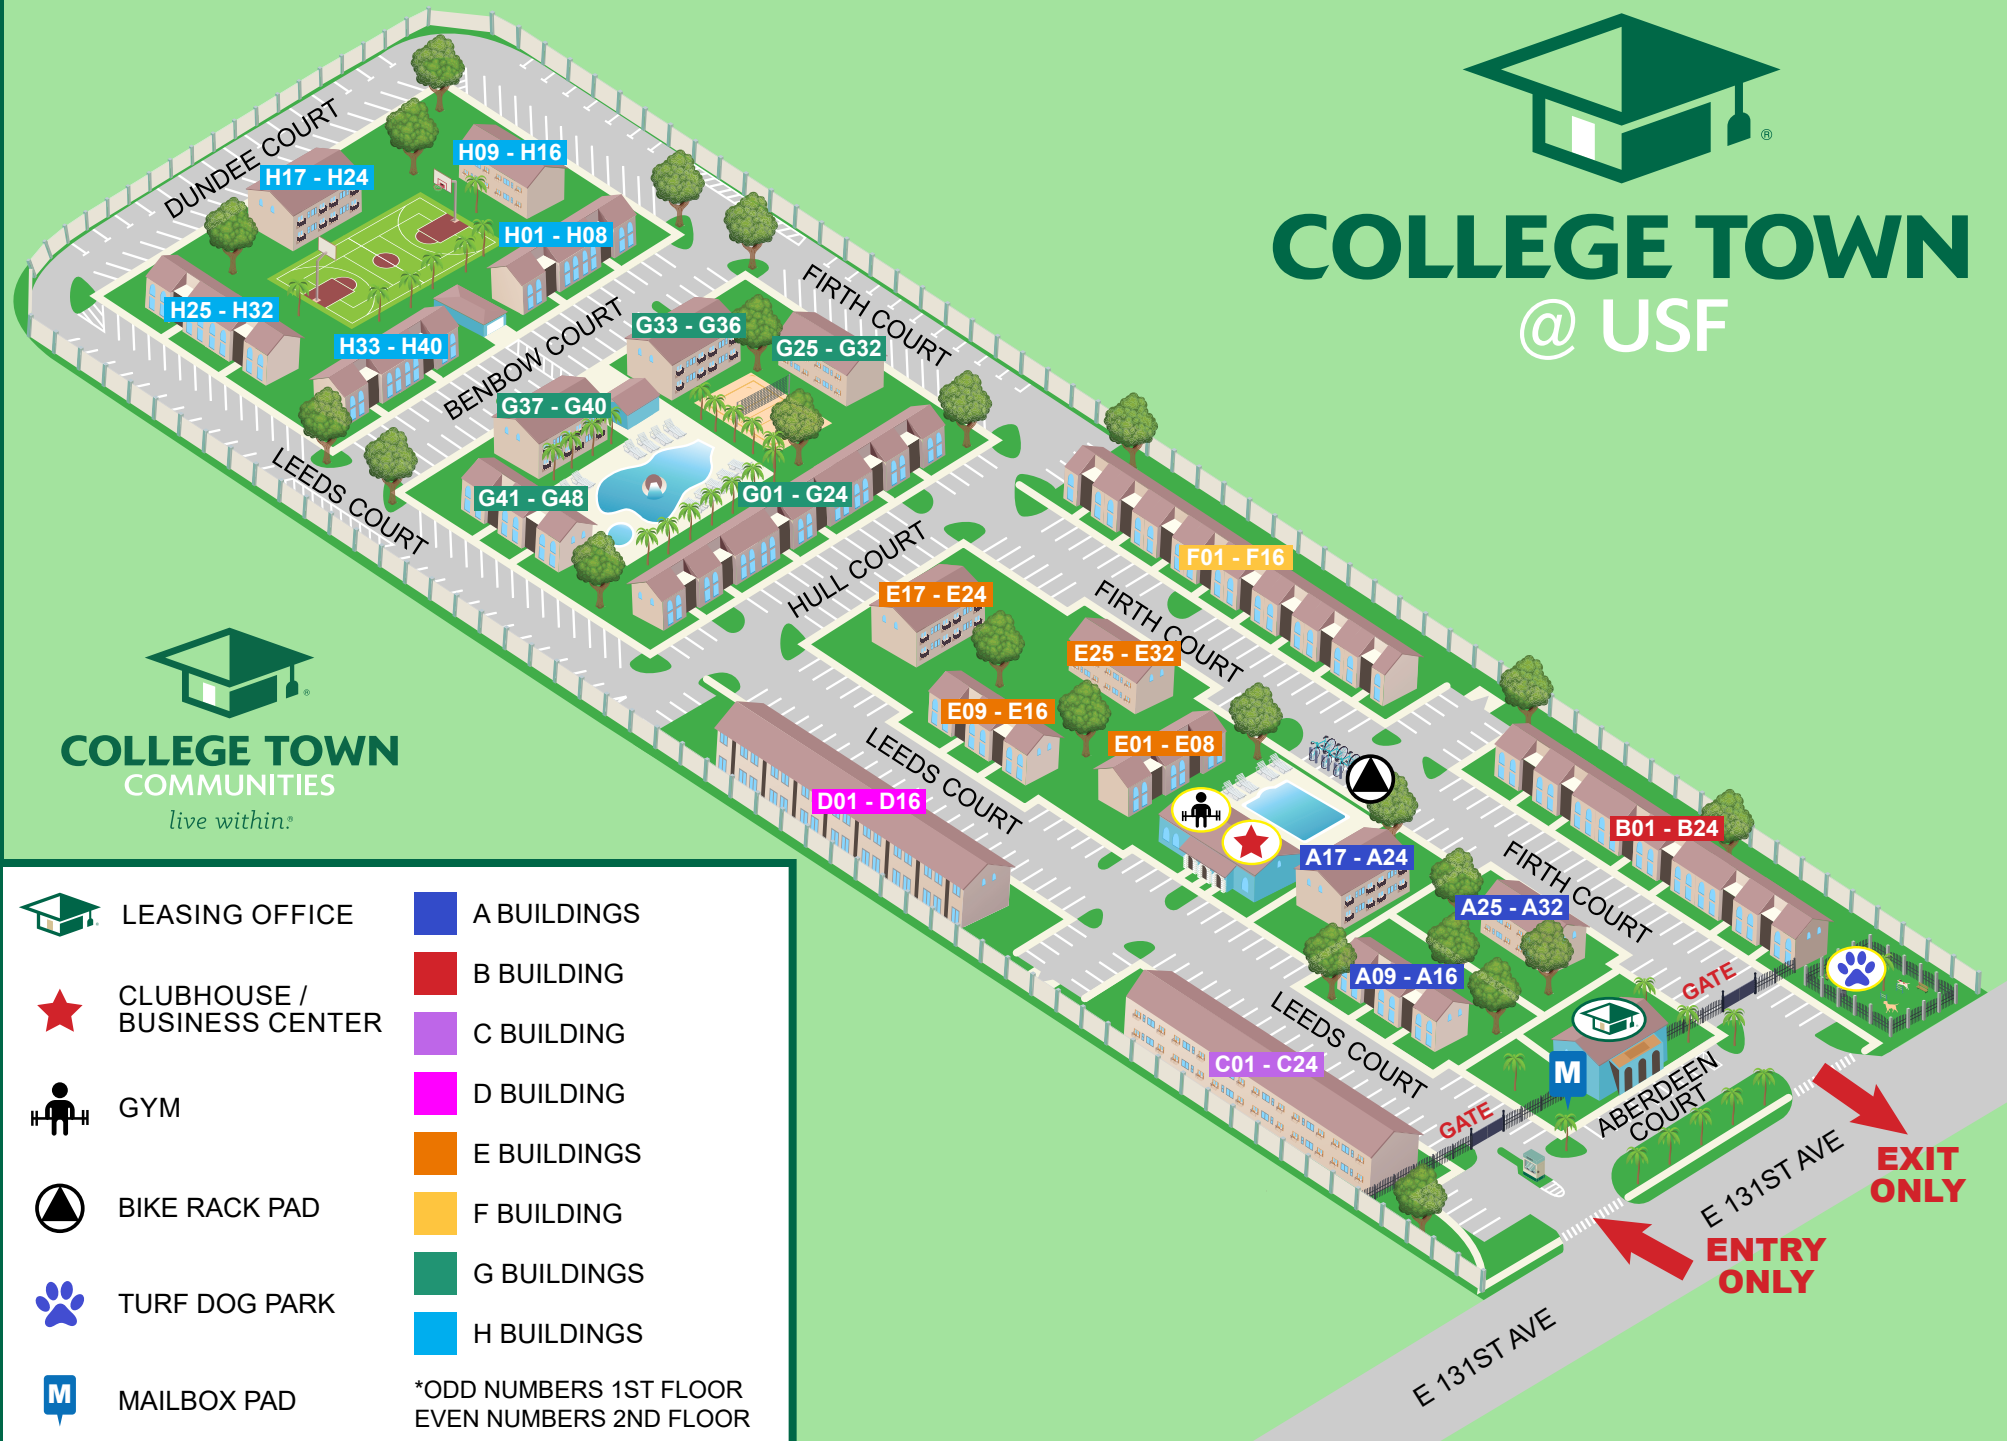 COLLEGE TOWN
@ USF
®
DUNDEE COURT
H09 - H16
H17 - H24
H01 - H08
H25 - H32
H33 - H40
FIRTH COURT
BENBOW COURT
G33 - G36
G25 - G32
G37 - G40
G41 - G48
G01 - G24
LEEDS COURT
HULL COURT
F01 - F16
FIRTH COURT
E17 - E24
E25 - E32
E09 - E16
E01 - E08
LEEDS COURT
D01 - D16
B01 - B24
FIRTH COURT
A17 - A24
A25 - A32
A09 - A16
LEEDS COURT
C01 - C24
GATE
GATE
M
ABERDEEN
COURT
E 131ST AVE
EXIT
ONLY
ENTRY
ONLY
E 131ST AVE
®
COLLEGE TOWN
COMMUNITIES
live within.®
LEASING OFFICE
CLUBHOUSE /
BUSINESS CENTER
GYM
BIKE RACK PAD
TURF DOG PARK
M
MAILBOX PAD
A BUILDINGS
B BUILDING
C BUILDING
D BUILDING
E BUILDINGS
F BUILDING
G BUILDINGS
H BUILDINGS
*ODD NUMBERS 1ST FLOOR
EVEN NUMBERS 2ND FLOOR